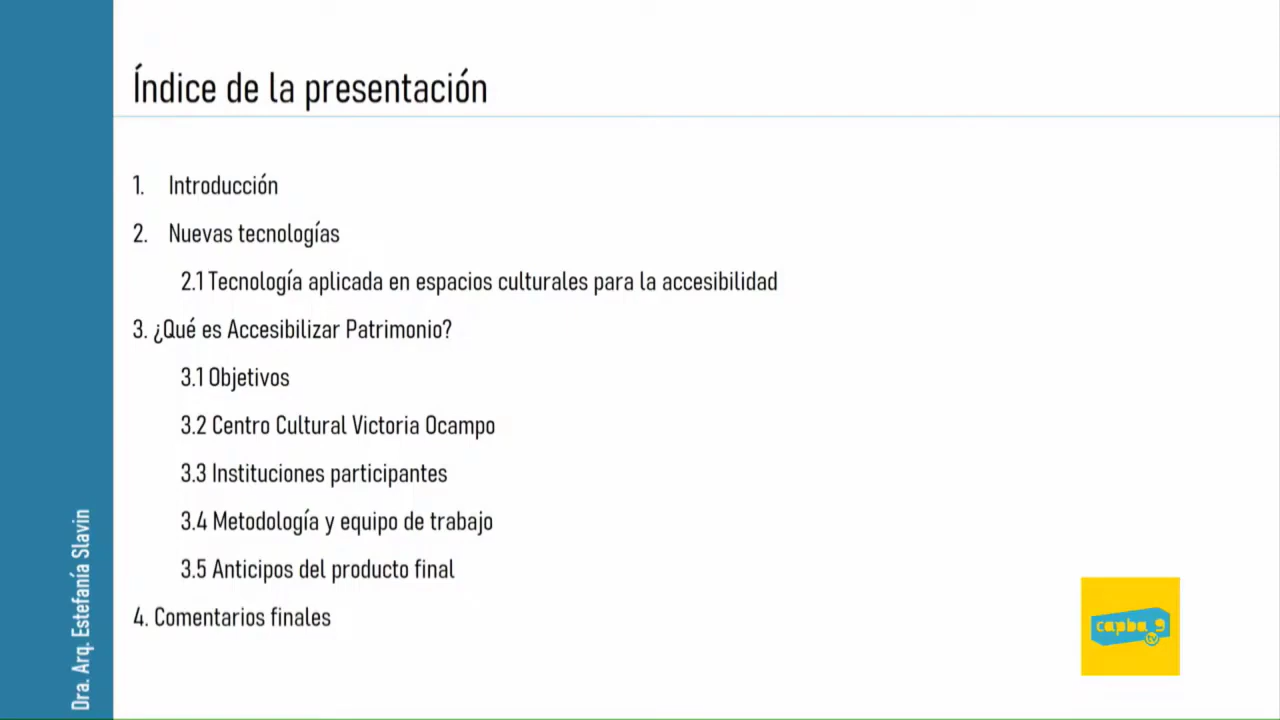 Índice de la presentación
1. Introducción
2. Nuevas tecnologías
2.1 Tecnología aplicada en espacios culturales para la accesibilidad
3. ¿Qué es Accesibilizar Patrimonio?
3.1 Objetivos
3.2 Centro Cultural Victoria Ocampo
3.3 Instituciones participantes
3.4 Metodología y equipo de trabajo
3.5 Anticipos del producto final
4. Comentarios finales
Dra. Arq. Estefanía Slavin
capba 9
tv